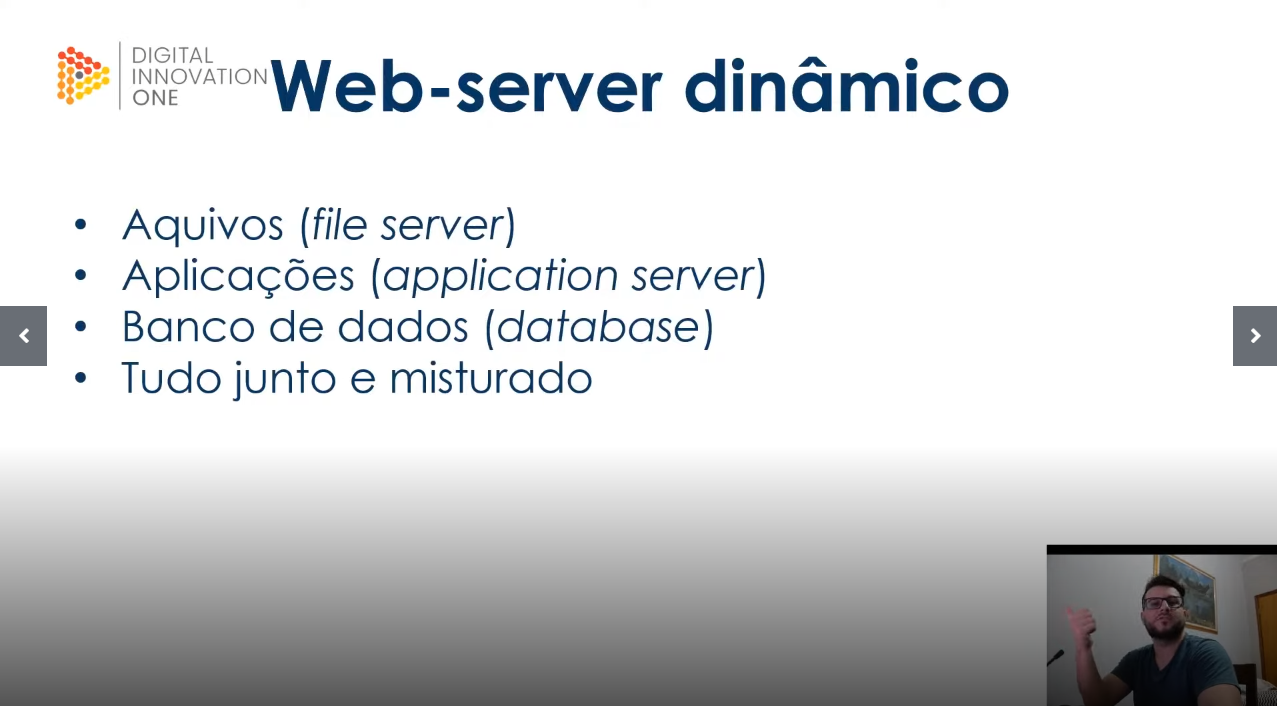 DIGITAL
INNOVATION
ONE
Web-server dinâmico
• Aquivos (file server)
• Aplicações (application server)
• Banco de dados (database)
• Tudo junto e misturado